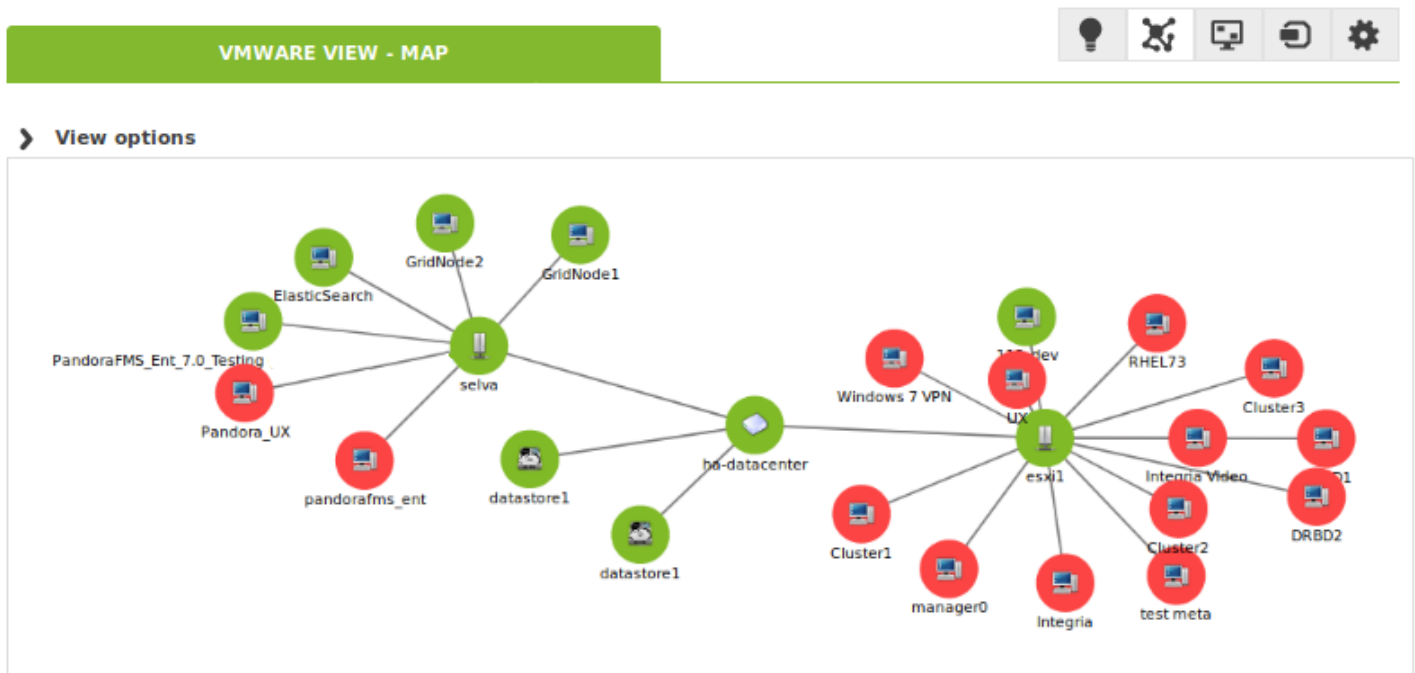 VMWARE VIEW - MAP
View options
GridNode2
GridNode1
ElasticSearch
PandoraFMS_Ent_7.0_Testing
selva
Pandora_UX
pandorafms_ent
datastore1
datastore1
ha-datacenter
dev
RHEL73
Windows 7 VPN
UX
Cluster3
esxi1
Integria Video
DRBD2
Cluster1
Cluster2
manager0
Integria
test meta